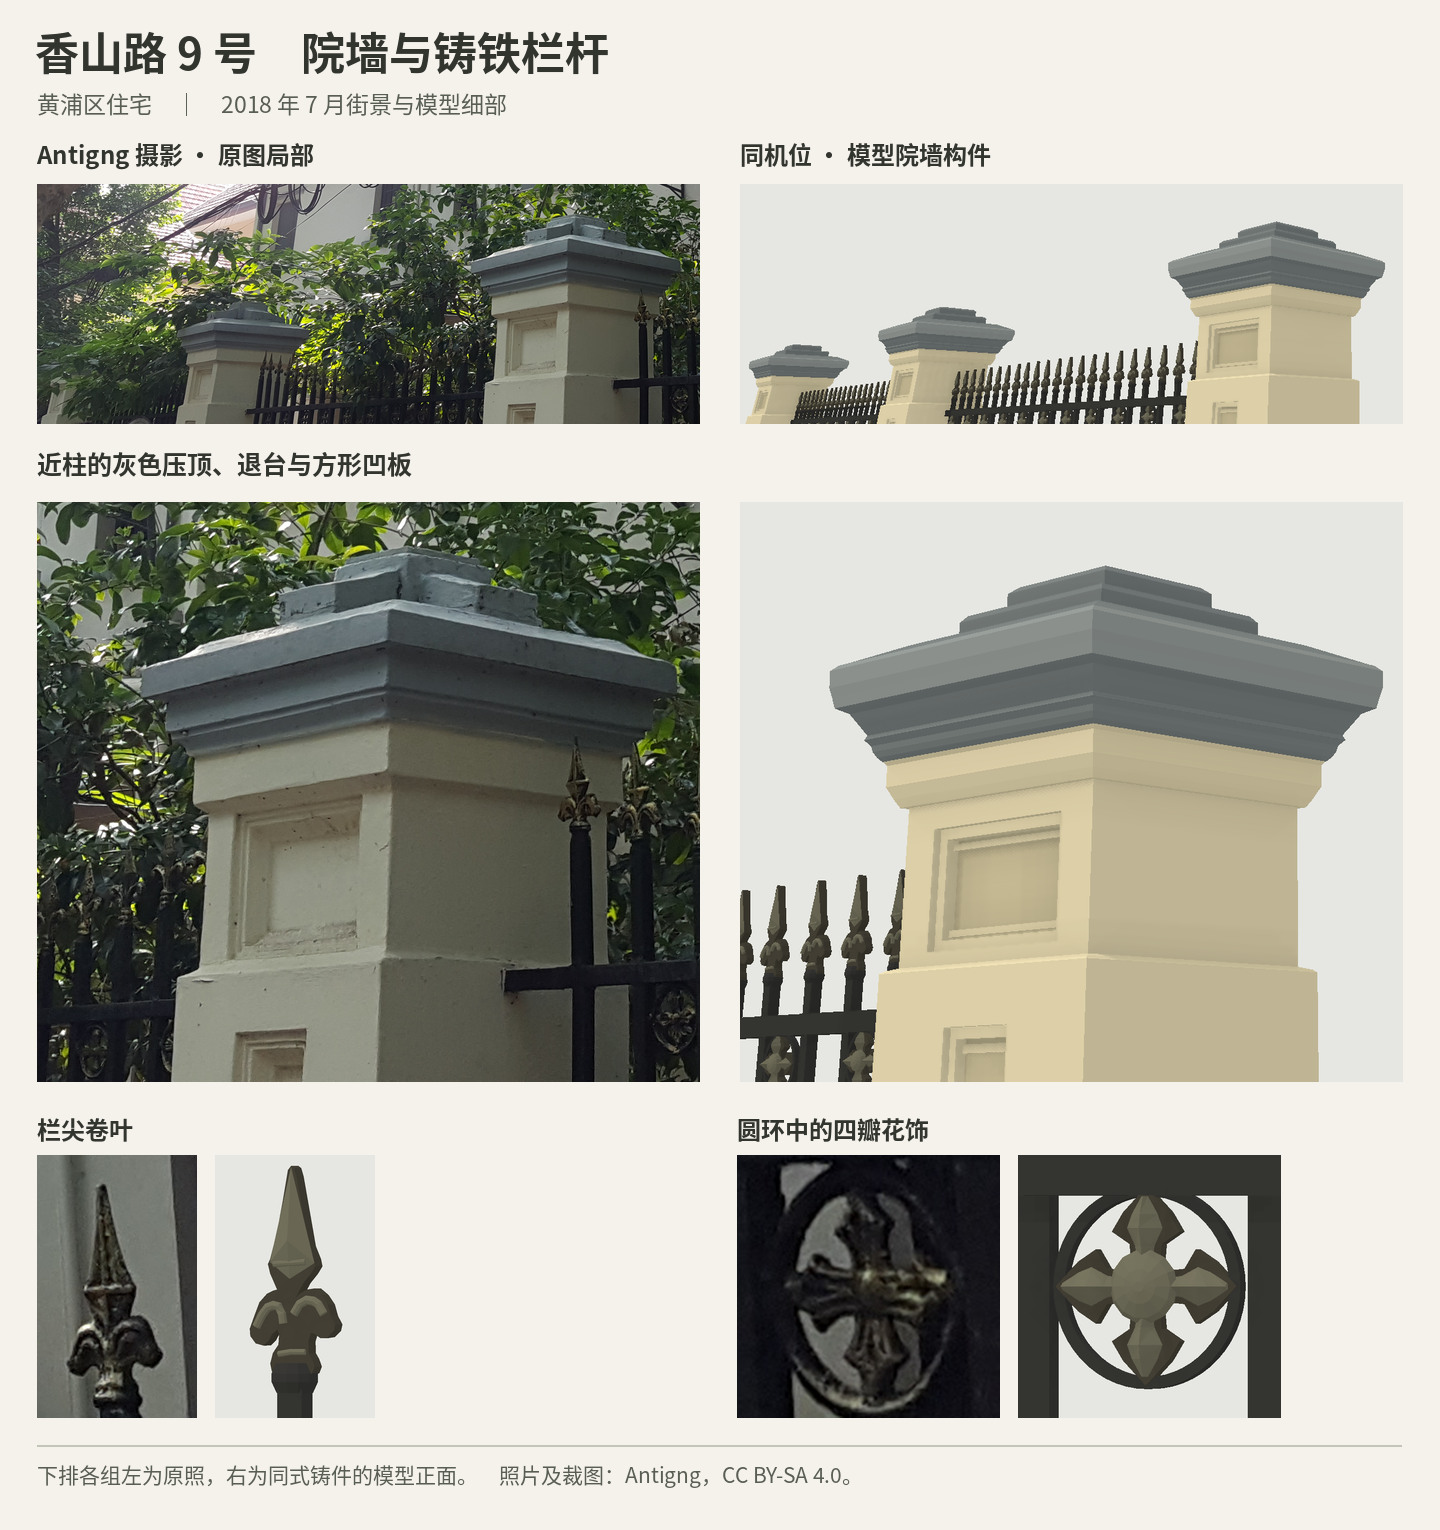 香山路 9 号　院墙与铸铁栏杆
黄浦区住宅　｜　2018 年 7 月街景与模型细部
Antigng 摄影 · 原图局部
同机位 · 模型院墙构件
近柱的灰色压顶、退台与方形凹板
栏尖卷叶
圆环中的四瓣花饰
下排各组左为原照，右为同式铸件的模型正面。　照片及裁图：Antigng，CC BY-SA 4.0。